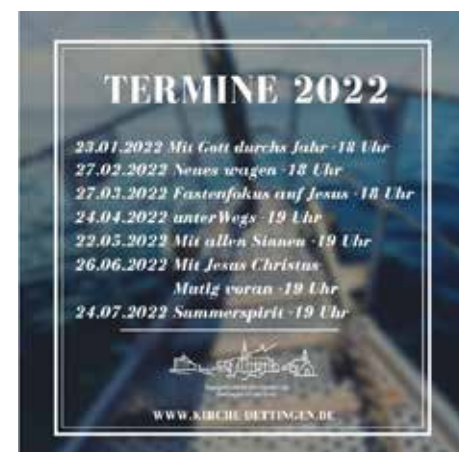 TERMINE 2022
23.01.2022 Mit Gott durchs Jahr -18 Uhr
27.02.2022 Neues wagen -18 Uhr
27.03.2022 Fastenfokus auf Jesus -18 Uhr
24.04.2022 unterWegs -19 Uhr
22.05.2022 Mit allen Sinnen -19 Uhr
26.06.2022 Mit Jesus Christus
Mutig voran -19 Uhr
24.07.2022 Summerspirit -19 Uhr
WWW.KIRCHE-DETTINGEN.DE